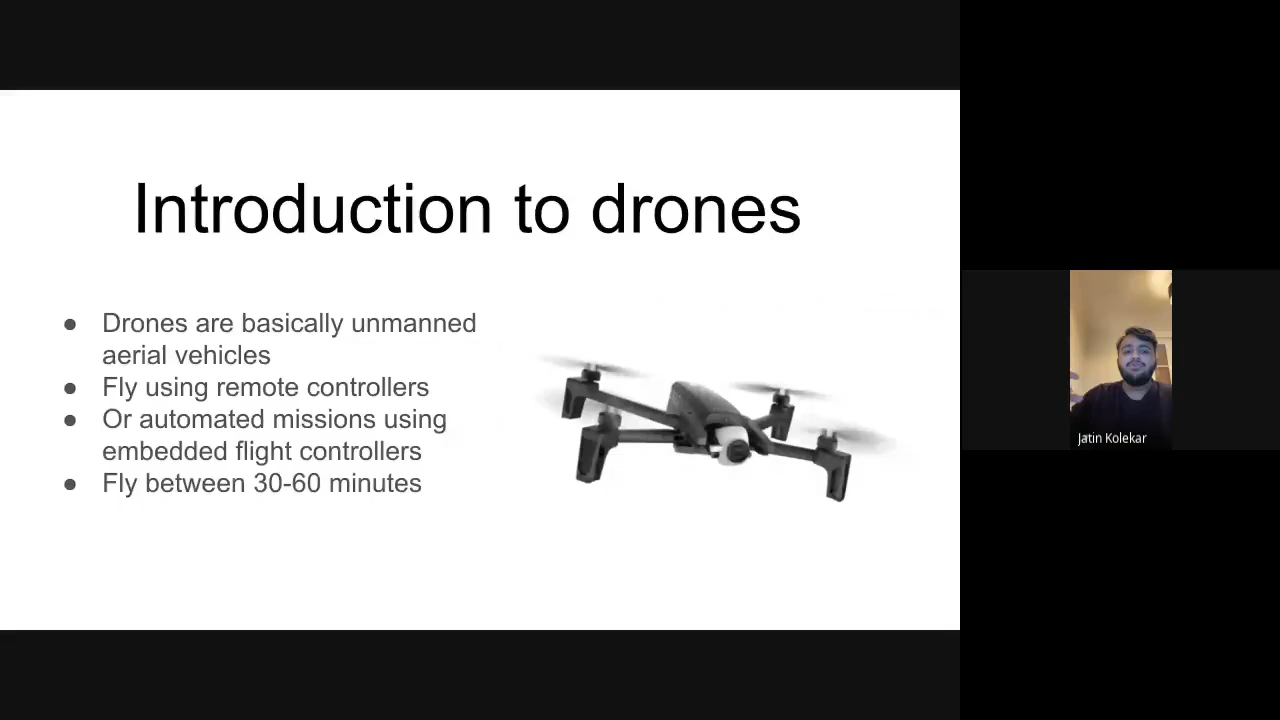 Introduction to drones
● Drones are basically unmanned
aerial vehicles
● Fly using remote controllers
● Or automated missions using
embedded flight controllers
● Fly between 30-60 minutes
Jatin Kolekar